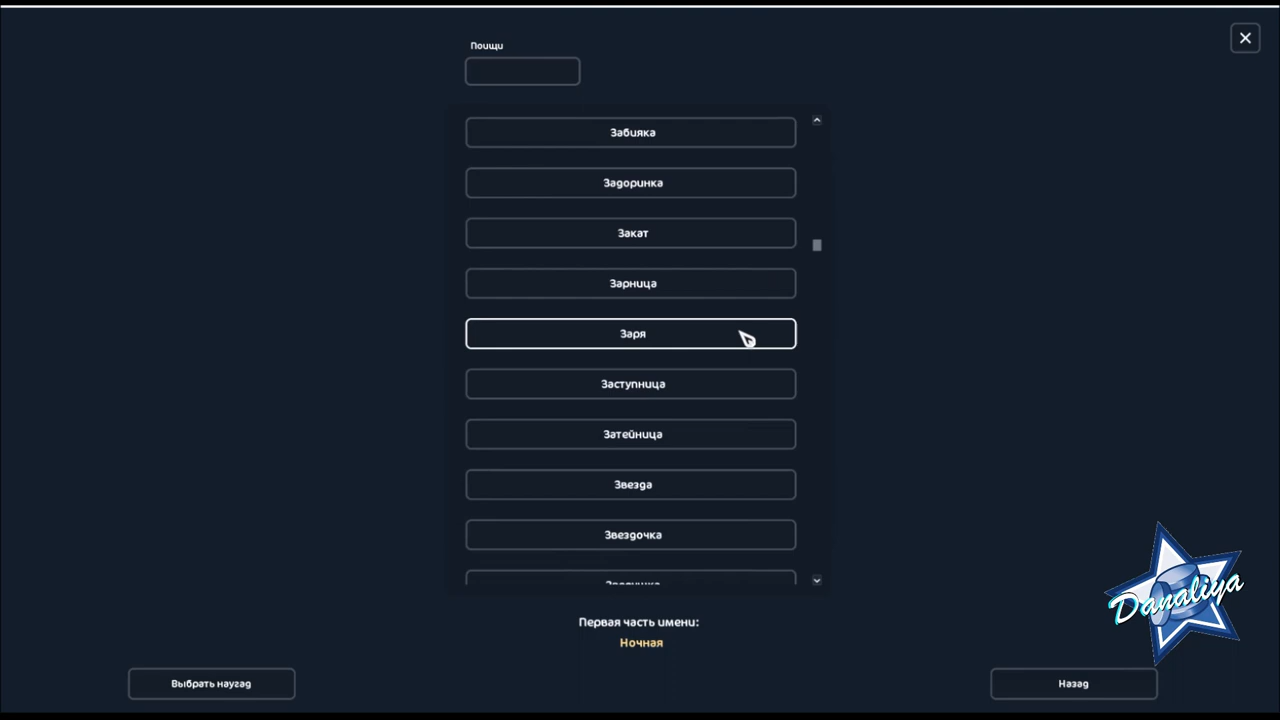 Поищи
Забияка
Задоринка
Закат
Зарница
Заря
Заступница
Затейница
Звезда
Звездочка
Первая часть имени:
Ночная
Выбрать наугад
Назад
Danaliya